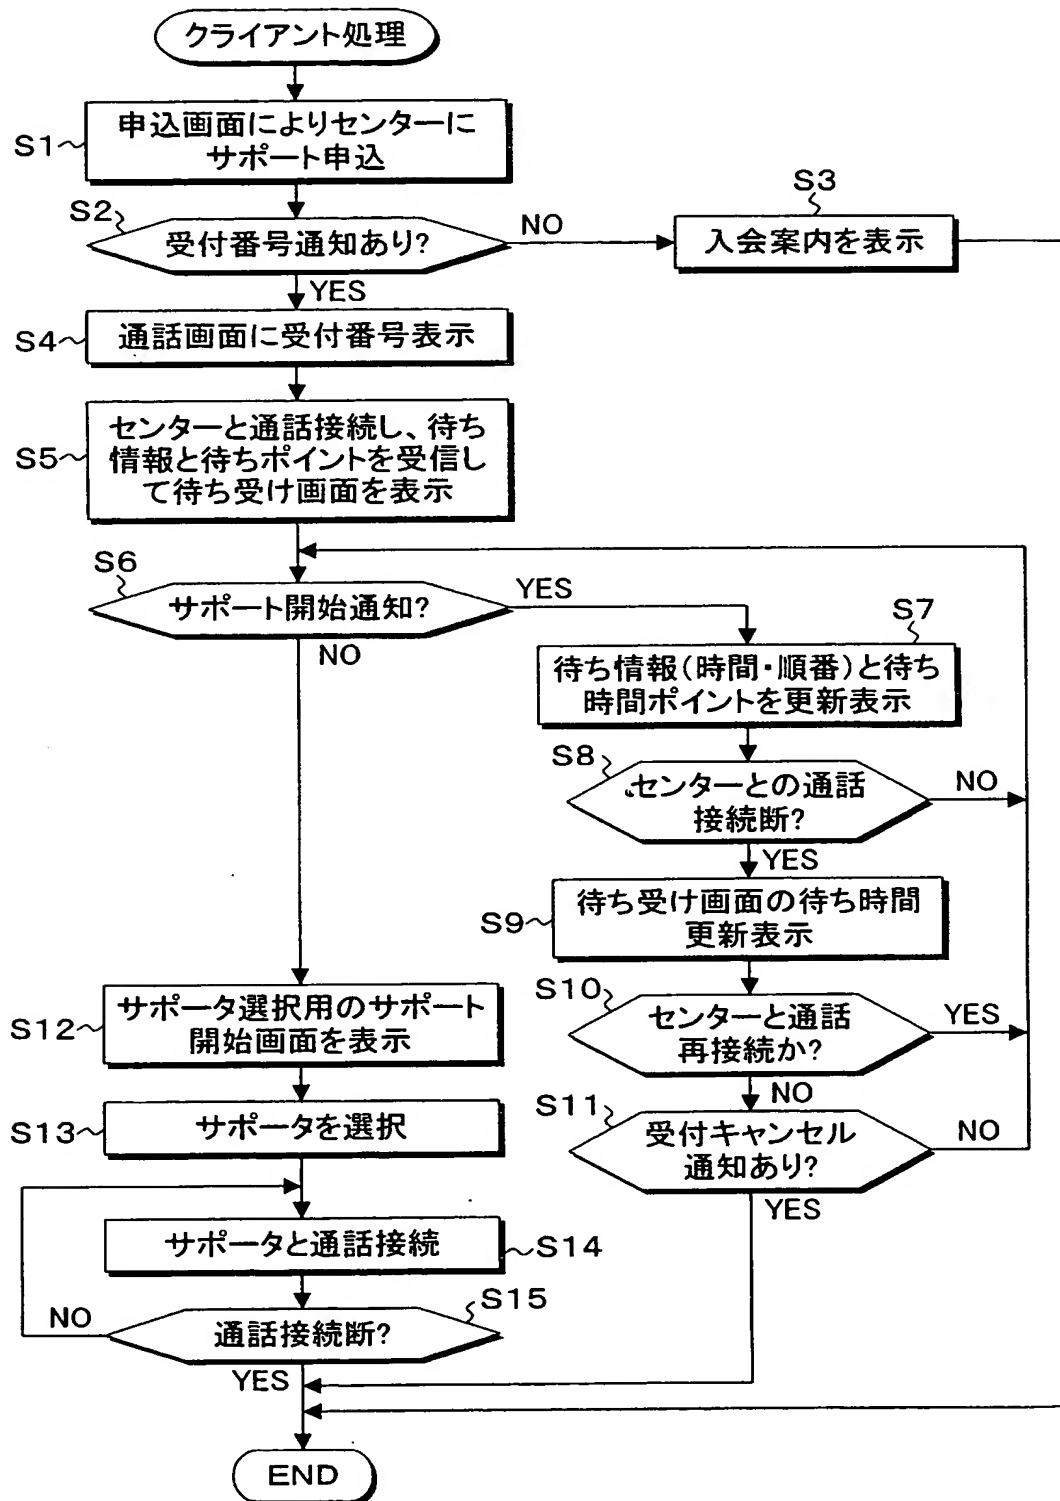 クライアント処理
S1
申込画面によりセンターに
サポート申込
S2
受付番号通知あり?
NO
YES
S3
入会案内を表示
S4
通話画面に受付番号表示
S5
センターと通話接続し、待ち
情報と待ちポイントを受信し
て待ち受け画面を表示
S6
サポート開始通知?
YES
NO
S7
待ち情報(時間・順番)と待ち
時間ポイントを更新表示
S8
センターとの通話
接続断?
NO
YES
S9
待ち受け画面の待ち時間
更新表示
S10
センターと通話
再接続か?
YES
NO
S11
受付キャンセル
通知あり?
NO
YES
S12
サポータ選択用のサポート
開始画面を表示
S13
サポータを選択
サポータと通話接続
S14
S15
通話接続断?
NO
YES
END